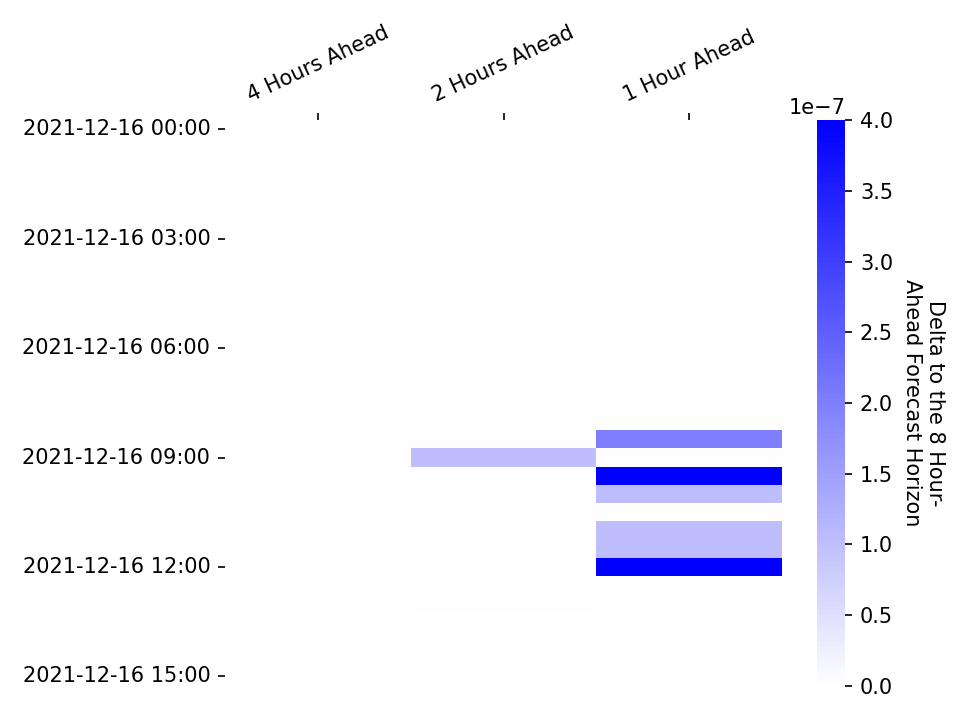 4 Hours Ahead
2 Hours Ahead
1 Hour Ahead
1e−7
2021-12-16 00:00
2021-12-16 03:00
2021-12-16 06:00
2021-12-16 09:00
2021-12-16 12:00
2021-12-16 15:00
4.0
3.5
3.0
2.5
2.0
1.5
1.0
0.5
0.0
Delta to the 8 Hour-
Ahead Forecast Horizon